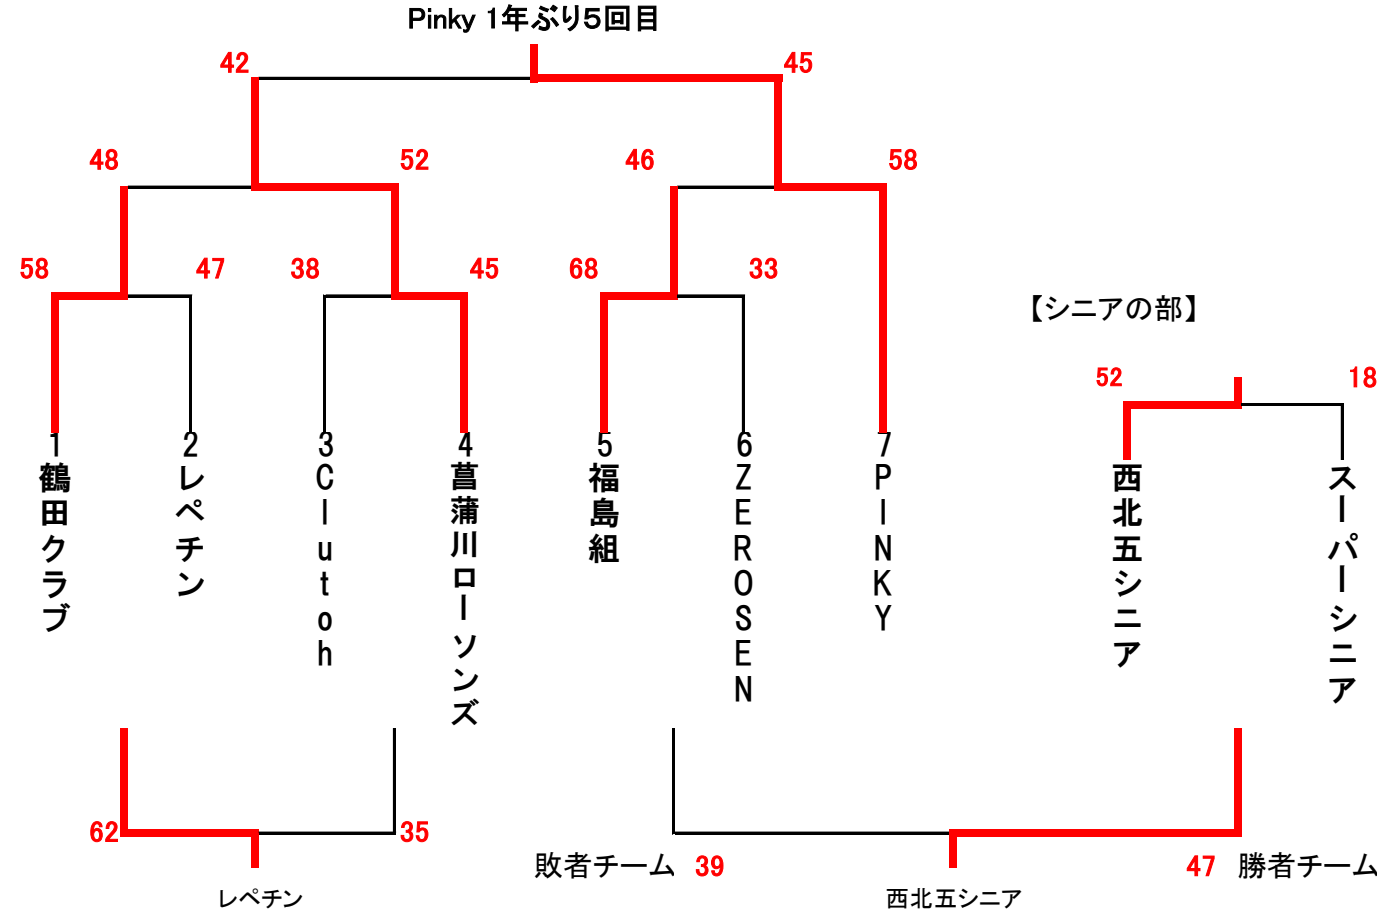 Pinky 1年ぶり5回目
42
45
48
52
46
58
58
47
38
45
68
33
【シニアの部】
52
18
1
鶴田クラブ
2
レペチン
3
Clutoh
4
菖蒲川ローソンズ
5
福島組
6
ZEROSEN
7
PINKY
西北五シニア
スーパーシニア
62
35
敗者チーム
39
47
勝者チーム
レペチン
西北五シニア